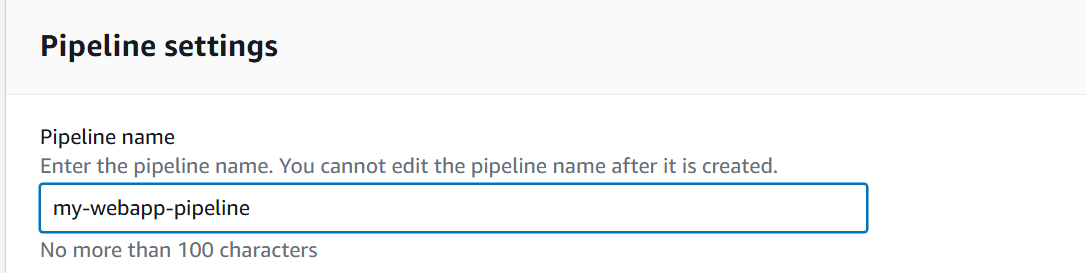 Pipeline settings
Pipeline name
Enter the pipeline name. You cannot edit the pipeline name after it is created.
my-webapp-pipeline
No more than 100 characters